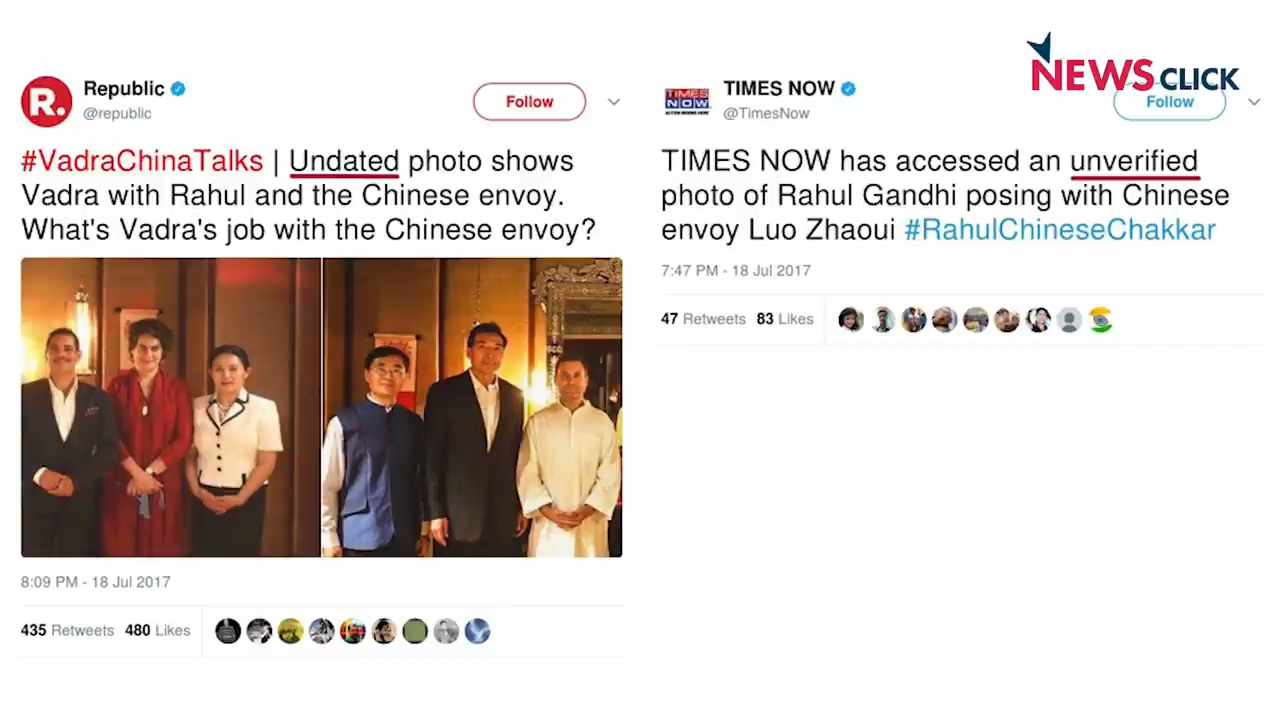 NEWSCLICK
R.
Republic
@republic
Follow
#VadraChinaTalks | Undated photo shows
Vadra with Rahul and the Chinese envoy.
What's Vadra's job with the Chinese envoy?
8:09 PM - 18 Jul 2017
435 Retweets 480 Likes
TIMES
NOW
TIMES NOW
@TimesNow
Follow
TIMES NOW has accessed an unverified
photo of Rahul Gandhi posing with Chinese
envoy Luo Zhaoui #RahulChineseChakkar
7:47 PM - 18 Jul 2017
47 Retweets 83 Likes